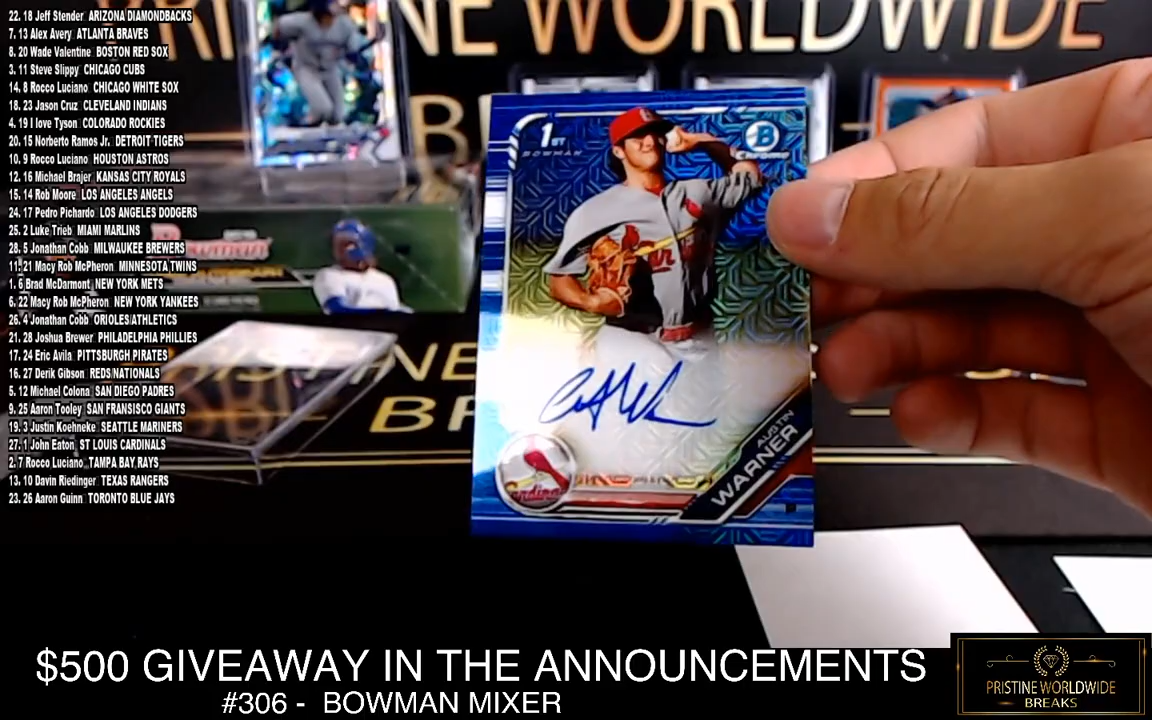 22. 18 Jeff Stender ARIZONA DIAMONDBACKS
7. 13 Alex Avery ATLANTA BRAVES
8. 20 Wade Valentine BOSTON RED SOX
3. 11 Steve Slippy CHICAGO CUBS
14. 8 Rocco Luciano CHICAGO WHITE SOX
18. 23 Jason Cruz CLEVELAND INDIANS
4. 19 I love Tyson COLORADO ROCKIES
20. 15 Norberto Ramos Jr. DETROIT TIGERS
10. 9 Rocco Luciano HOUSTON ASTROS
12. 16 Michael Brajer KANSAS CITY ROYALS
15. 14 Rob Moore LOS ANGELES ANGELS
24. 17 Pedro Pichardo LOS ANGELES DODGERS
25. 2 Luke Trieb MIAMI MARLINS
28. 5 Jonathan Cobb MILWAUKEE BREWERS
11. 21 Macy Rob McPheron MINNESOTA TWINS
1. 6 Brad McDarmont NEW YORK METS
6. 22 Macy Rob McPheron NEW YORK YANKEES
26. 4 Jonathan Cobb ORIOLES/ATHLETICS
21. 28 Joshua Brewer PHILADELPHIA PHILLIES
17. 24 Eric Avila PITTSBURGH PIRATES
16. 27 Derik Gibson REDS/NATIONALS
5. 12 Michael Colona SAN DIEGO PADRES
9. 25 Aaron Tooley SAN FRANSISCO GIANTS
19. 3 Justin Koehneke SEATTLE MARINERS
27. 1 John Eaton ST LOUIS CARDINALS
2. 7 Rocco Luciano TAMPA BAY RAYS
13. 10 Davin Riedinger TEXAS RANGERS
23. 26 Aaron Guinn TORONTO BLUE JAYS
NE WORLDWIDE
1ST
BOWMAN
B
Chrome
Cardinals
AUSTIN
WARNER
$500 GIVEAWAY IN THE ANNOUNCEMENTS
#306 - BOWMAN MIXER
PRISTINE WORLDWIDE
BREAKS